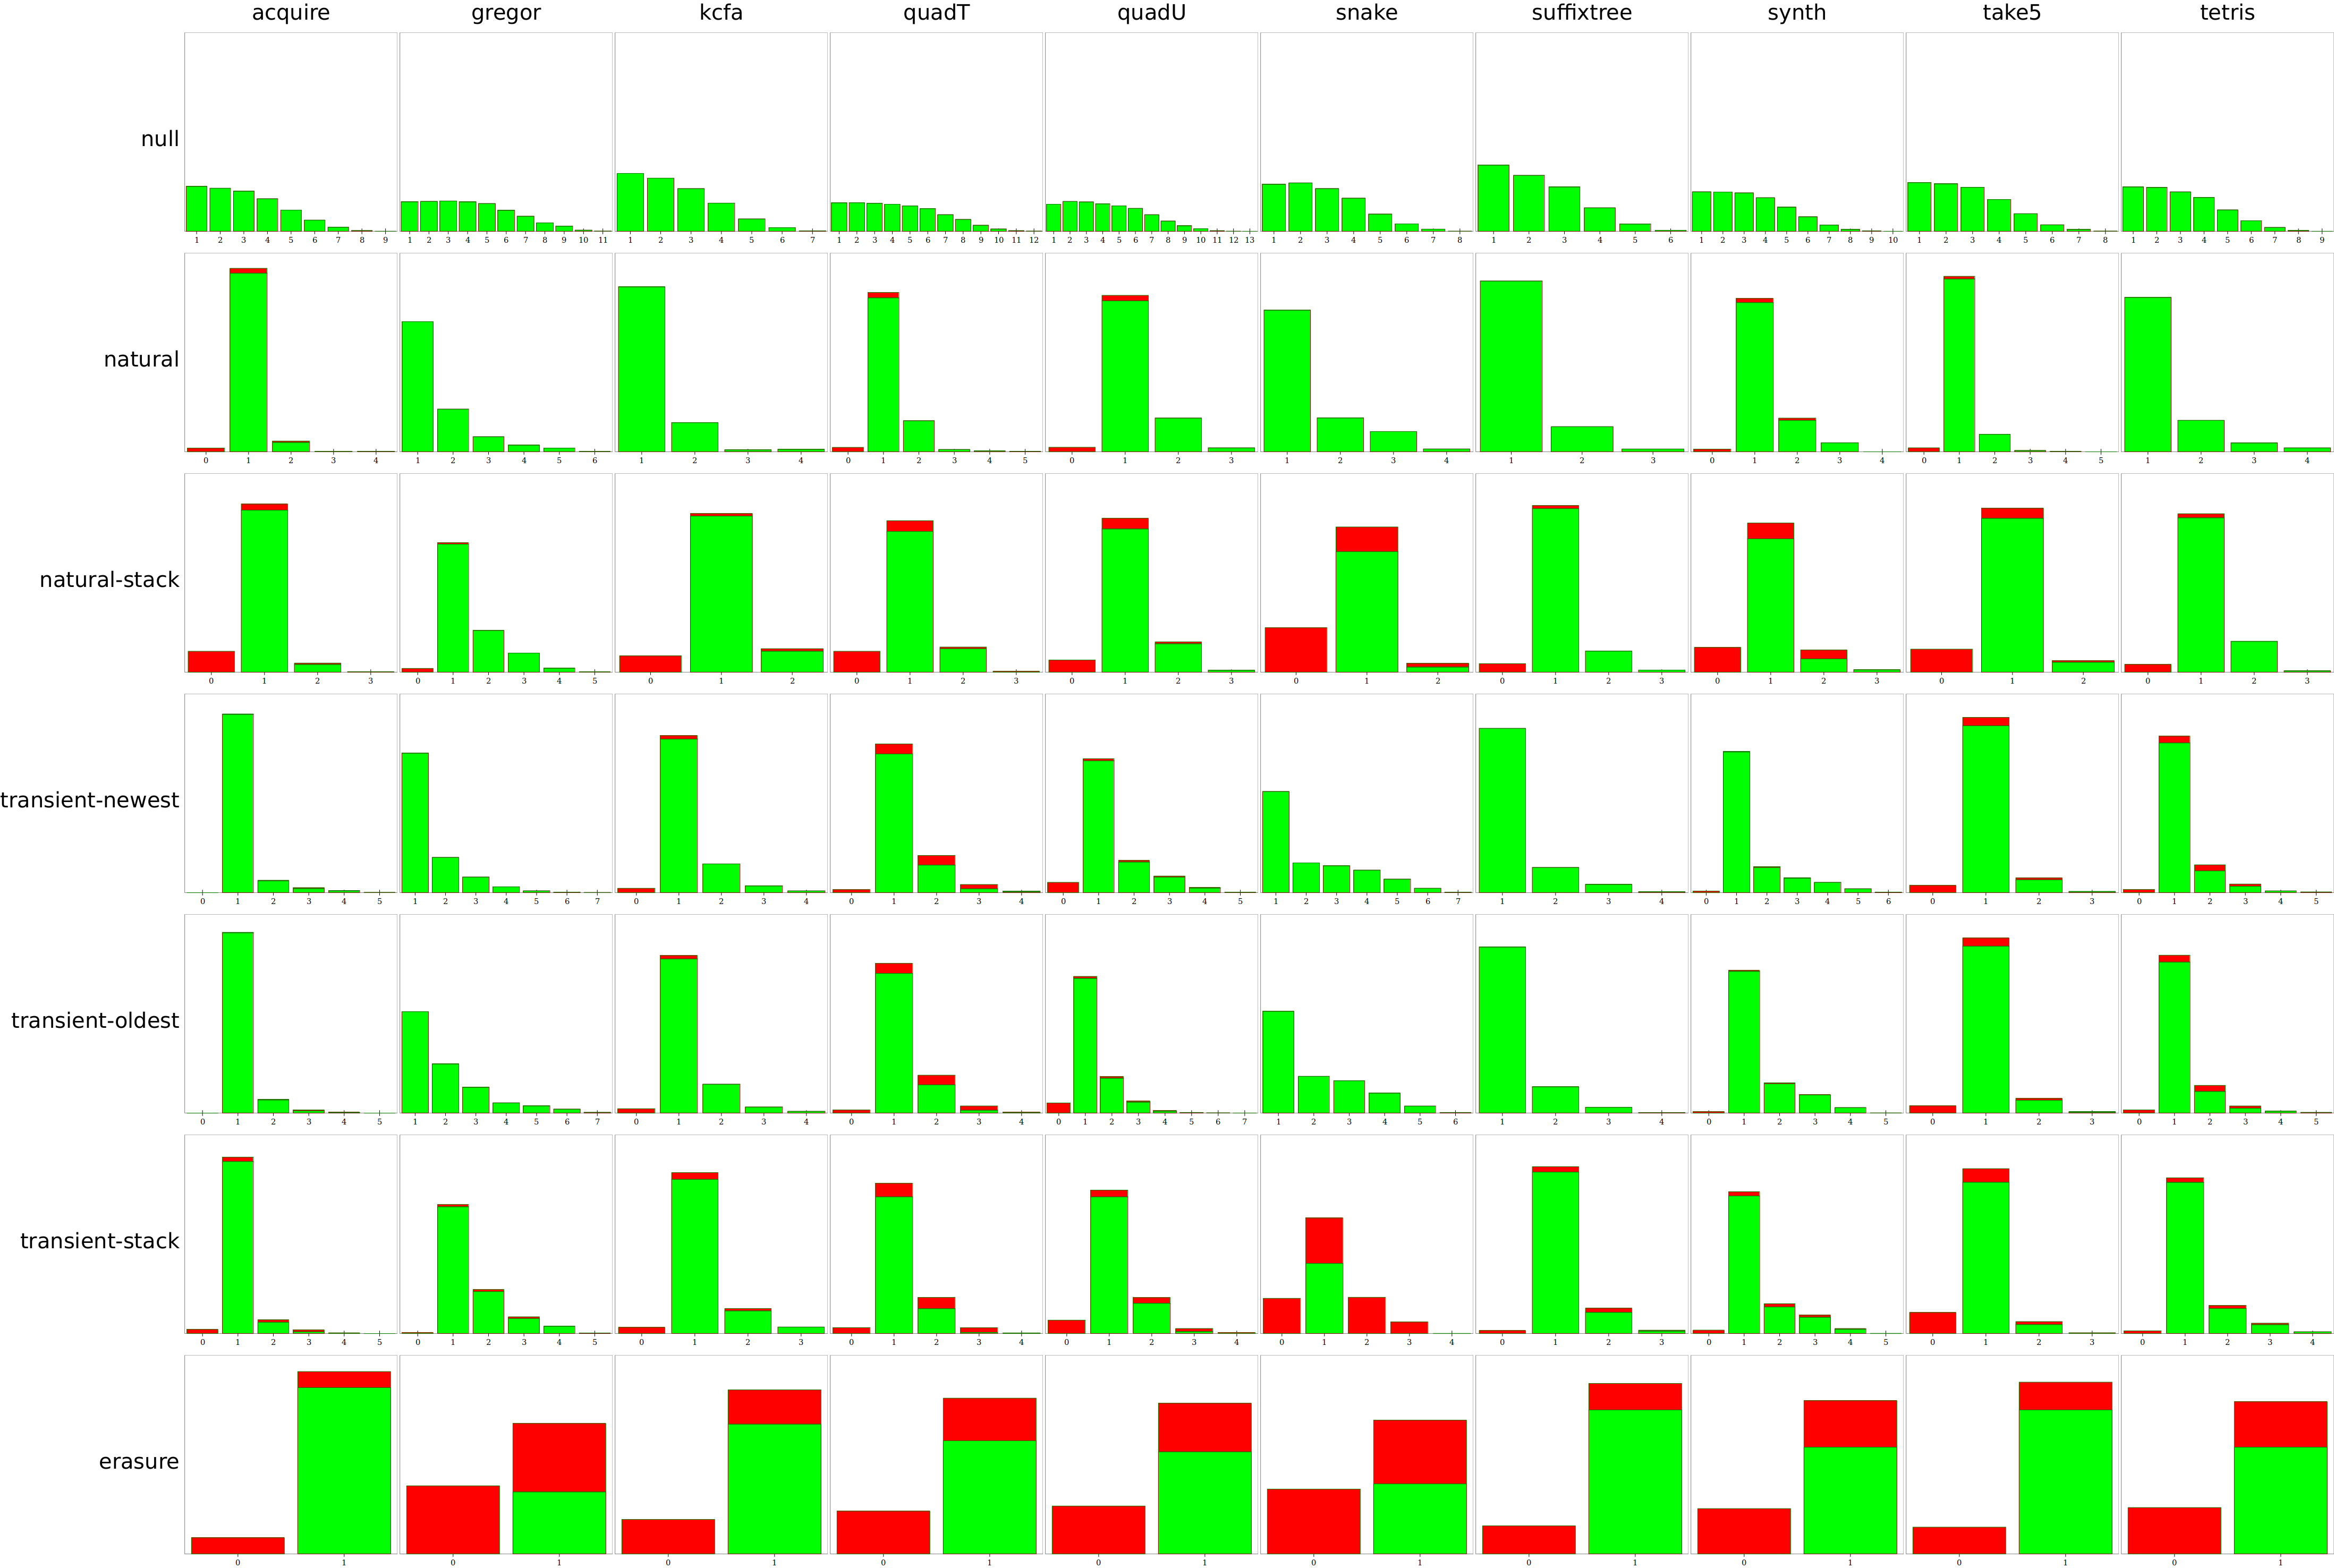 acquire gregor kcfa quadT quadU snake suffixtree synth take5 tetris
null
1 2 3 4 5 6 7 8 9 1 2 3 4 5 6 7 8 9 10 11 1 2 3 4 5 6 7 1 2 3 4 5 6 7 8 9 10 11 12 1 2 3 4 5 6 7 8 9 10 11 12 13 1 2 3 4 5 6 7 8 1 2 3 4 5 6 1 2 3 4 5 6 7 8 9 10 1 2 3 4 5 6 7 8 1 2 3 4 5 6 7 8 9
natural
0 1 2 3 4 1 2 3 4 5 6 1 2 3 4 0 1 2 3 4 5 0 1 2 3 1 2 3 4 1 2 3 0 1 2 3 4 0 1 2 3 4 5 1 2 3 4
natural-stack
0 1 2 3 0 1 2 3 4 5 0 1 2 0 1 2 3 0 1 2 3 0 1 2 0 1 2 3 0 1 2 3 0 1 2 0 1 2 3
transient-newest
0 1 2 3 4 5 1 2 3 4 5 6 7 0 1 2 3 4 0 1 2 3 4 0 1 2 3 4 5 1 2 3 4 5 6 7 1 2 3 4 0 1 2 3 4 5 6 0 1 2 3 0 1 2 3 4 5
transient-oldest
0 1 2 3 4 5 1 2 3 4 5 6 7 0 1 2 3 4 0 1 2 3 4 0 1 2 3 4 5 6 7 1 2 3 4 5 6 1 2 3 4 0 1 2 3 4 5 0 1 2 3 0 1 2 3 4 5
transient-stack
0 1 2 3 4 5 0 1 2 3 4 5 0 1 2 3 0 1 2 3 4 0 1 2 3 4 0 1 2 3 4 0 1 2 3 0 1 2 3 4 5 0 1 2 3 0 1 2 3 4
erasure
0 1 0 1 0 1 0 1 0 1 0 1 0 1 0 1 0 1 0 1